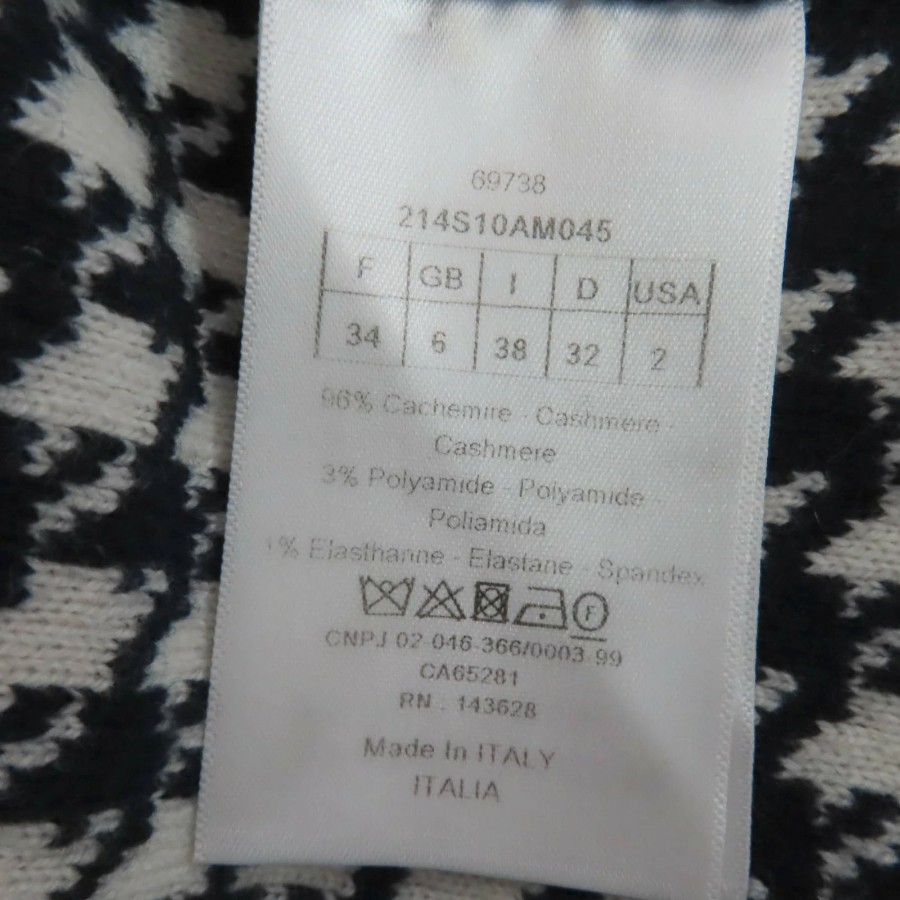 69738
214S10AM045
F GB I D USA
34 6 38 32 2
96% Cachemire - Cashmere -
Cashmere
3% Polyamide - Polyamide -
Poliamida
1% Elasthanne - Elastane - Spandex
F
CNPJ 02-046-366/0003-99
CA65281
RN : 143628
Made In ITALY
ITALIA